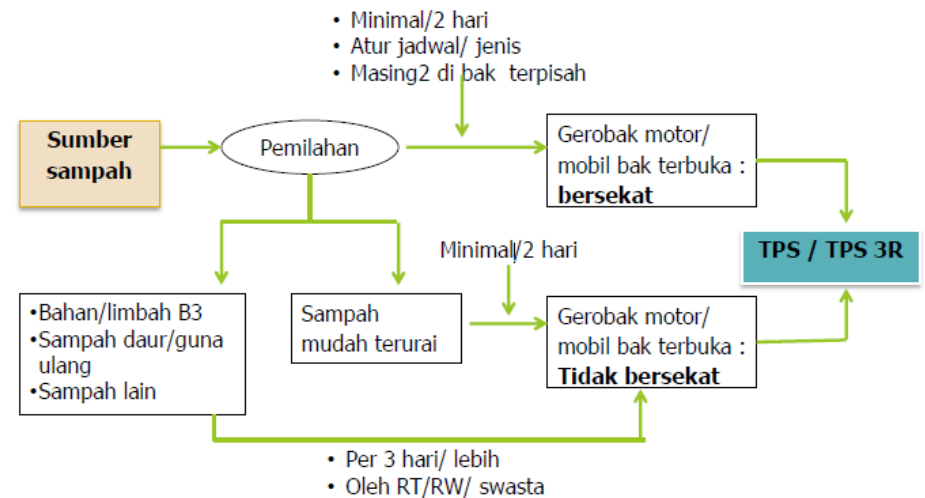 • Minimal/2 hari
• Atur jadwal/ jenis
• Masing2 di bak terpisah
Sumber
sampah
Pemilahan
Gerobak motor/
mobil bak terbuka :
bersekat
TPS / TPS 3R
Minimal/2 hari
•Bahan/limbah B3
•Sampah daur/guna
ulang
•Sampah lain
Sampah
mudah terurai
Gerobak motor/
mobil bak terbuka :
Tidak bersekat
• Per 3 hari/ lebih
• Oleh RT/RW/ swasta